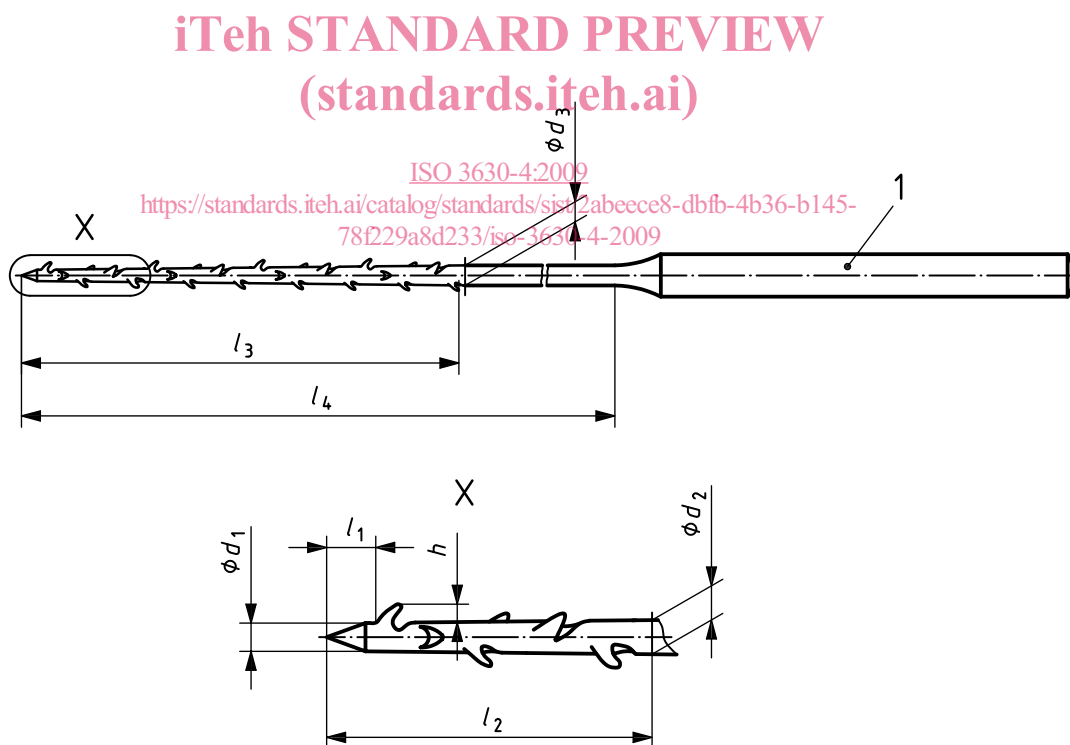 iTeh STANDARD PREVIEW
(standards.iteh.ai)
ϕd3
ISO 3630-4:2009
https://standards.iteh.ai/catalog/standards/sist/2abeece8-dbfb-4b36-b145-
78f229a8d233/iso-3630-4-2009
1
X
l3
l4
X
ϕd1
l1
h
ϕd2
l2